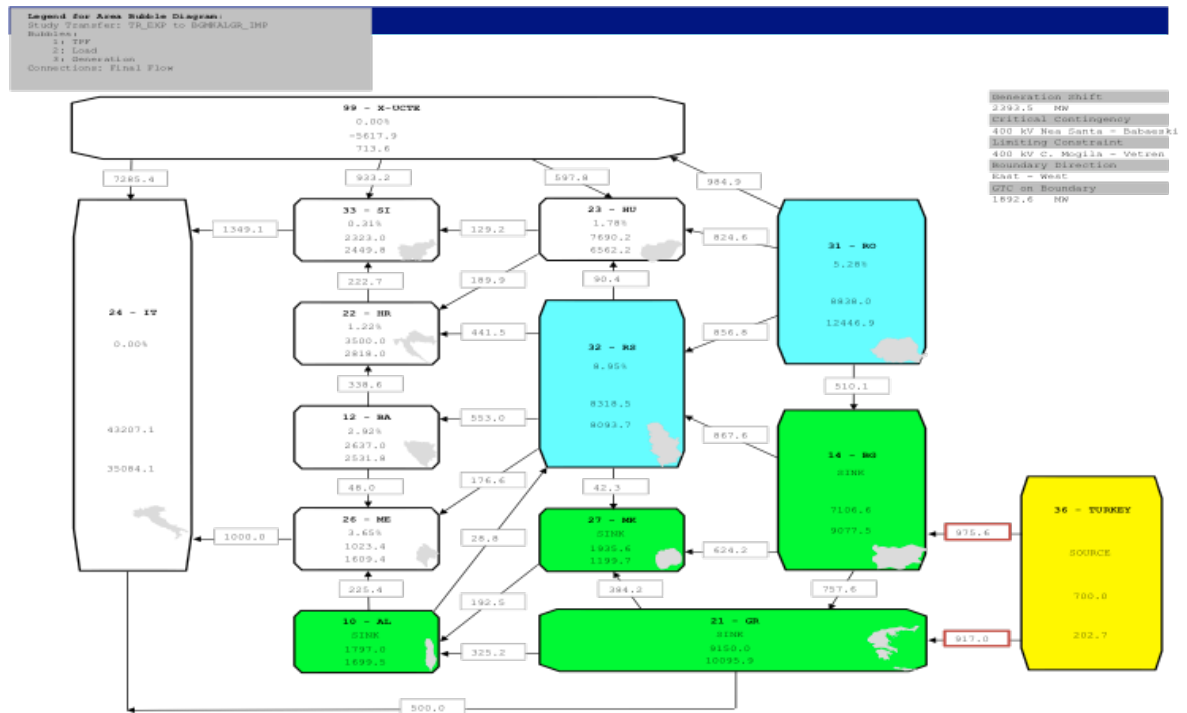 Legend for Area Bubble Diagram:
Study Transfer: TR_EXP to BGMKALGR_IMP
Bubbles:
1: TPF
2: Load
3: Generation
Connections: Final Flow
Generation Shift
2393.5 MW
Critical Contingency
400 kV Nea Santa - Babaeski
Limiting Constraint
400 kV C. Mogila - Vetren
Boundary Direction
East - West
GTC on Boundary
1892.6 MW
99 - X-UCTE
0.00%
-5617.9
713.6
7285.4
933.2
597.8
984.9
33 - SI
0.31%
2323.0
2449.8
23 - HU
1.78%
7690.2
6562.2
1349.1
129.2
824.6
31 - RO
5.28%
8838.0
12446.9
222.7
189.9
90.4
24 - IT
0.00%
43207.1
35084.1
22 - HR
1.22%
3500.0
2818.0
441.5
856.8
32 - RS
8.95%
8318.5
8093.7
338.6
510.1
12 - BA
2.92%
2637.0
2531.8
553.0
867.6
14 - BG
SINK
7106.6
9077.5
48.0
176.6
42.3
26 - ME
3.65%
1023.4
1609.4
1000.0
28.8
27 - MK
SINK
1935.6
1199.7
624.2
975.6
36 - TURKEY
SOURCE
700.0
202.7
225.4
192.5
384.2
757.6
10 - AL
SINK
1797.0
1699.5
325.2
21 - GR
SINK
9150.0
10095.9
917.0
500.0